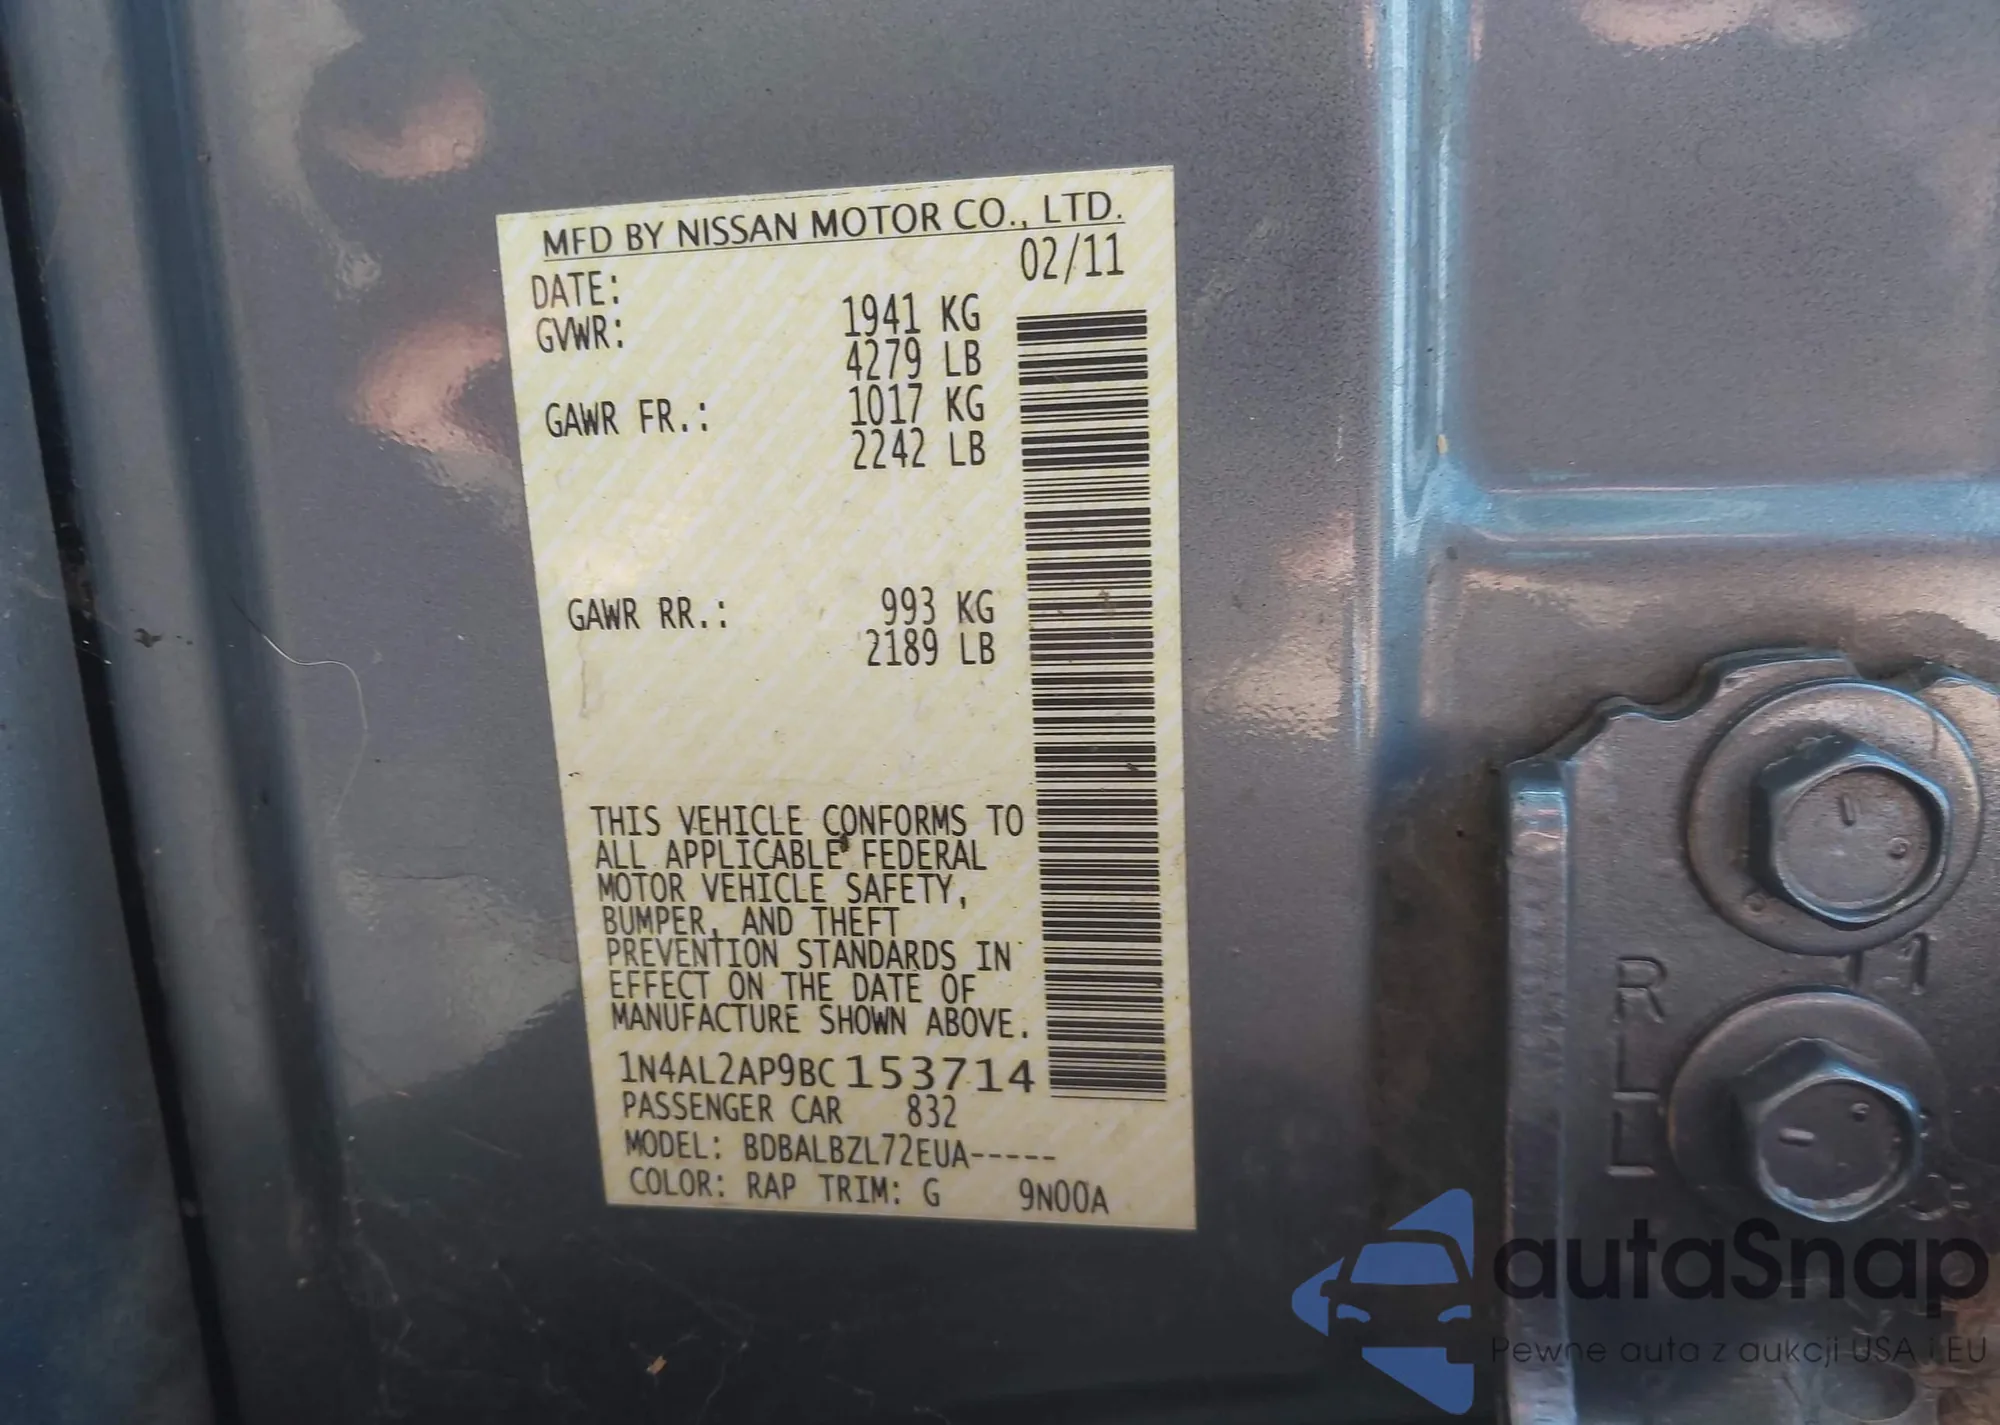 MFD BY NISSAN MOTOR CO., LTD.
DATE: 02/11
GVWR: 1941 KG
4279 LB
GAWR FR.: 1017 KG
2242 LB
GAWR RR.: 993 KG
2189 LB
THIS VEHICLE CONFORMS TO
ALL APPLICABLE FEDERAL
MOTOR VEHICLE SAFETY,
BUMPER, AND THEFT
PREVENTION STANDARDS IN
EFFECT ON THE DATE OF
MANUFACTURE SHOWN ABOVE.
1N4AL2AP9BC153714
PASSENGER CAR 832
MODEL: BDBALBZL72EUA-----
COLOR: RAP TRIM: G 9N00A
RLL
11
autaSnap
Pewne auta z aukcji USA i EU